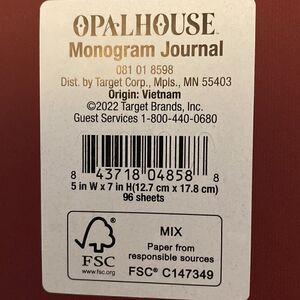 OPALHOUSE™
Monogram Journal
081 01 8598
Dist. by Target Corp., Mpls., MN 55403
Origin: Vietnam
©2022 Target Brands, Inc.
Guest Services 1-800-440-0680
8 43718 04858 8
5 in W x 7 in H (12.7 cm x 17.8 cm)
96 sheets
FSC
www.fsc.org
MIX
Paper from
responsible sources
FSC® C147349